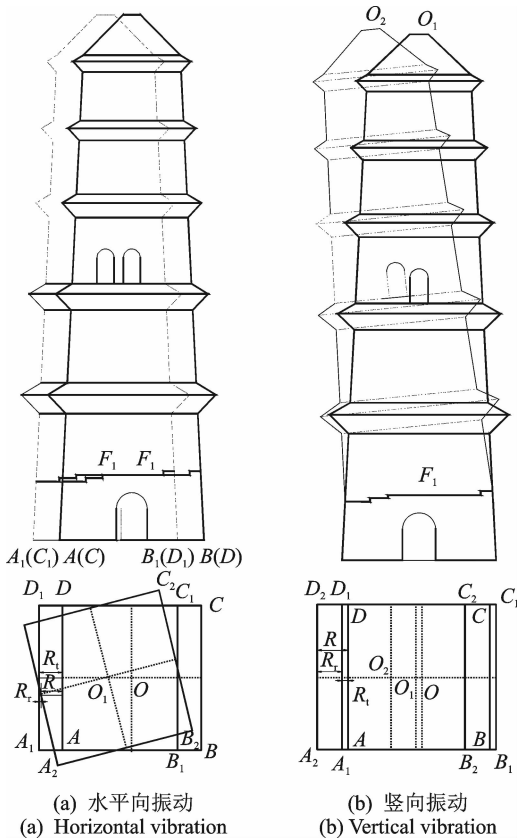 O₂ O₁
F₁ F₁
F₁
A₁(C₁) A(C) B₁(D₁) B(D)
D₁ D C₂ C₁ C
D₂ D₁ D C₂ C C₁
Rₜ
R
Rᵣ
O₁ O
R
Rᵣ
Rₜ
O₂ O₁ O
A₁ A A₂ B₂ B₁ B
A₂ A₁ A B₂ B B₁
(a) 水平向振动
(a) Horizontal vibration
(b) 竖向振动
(b) Vertical vibration